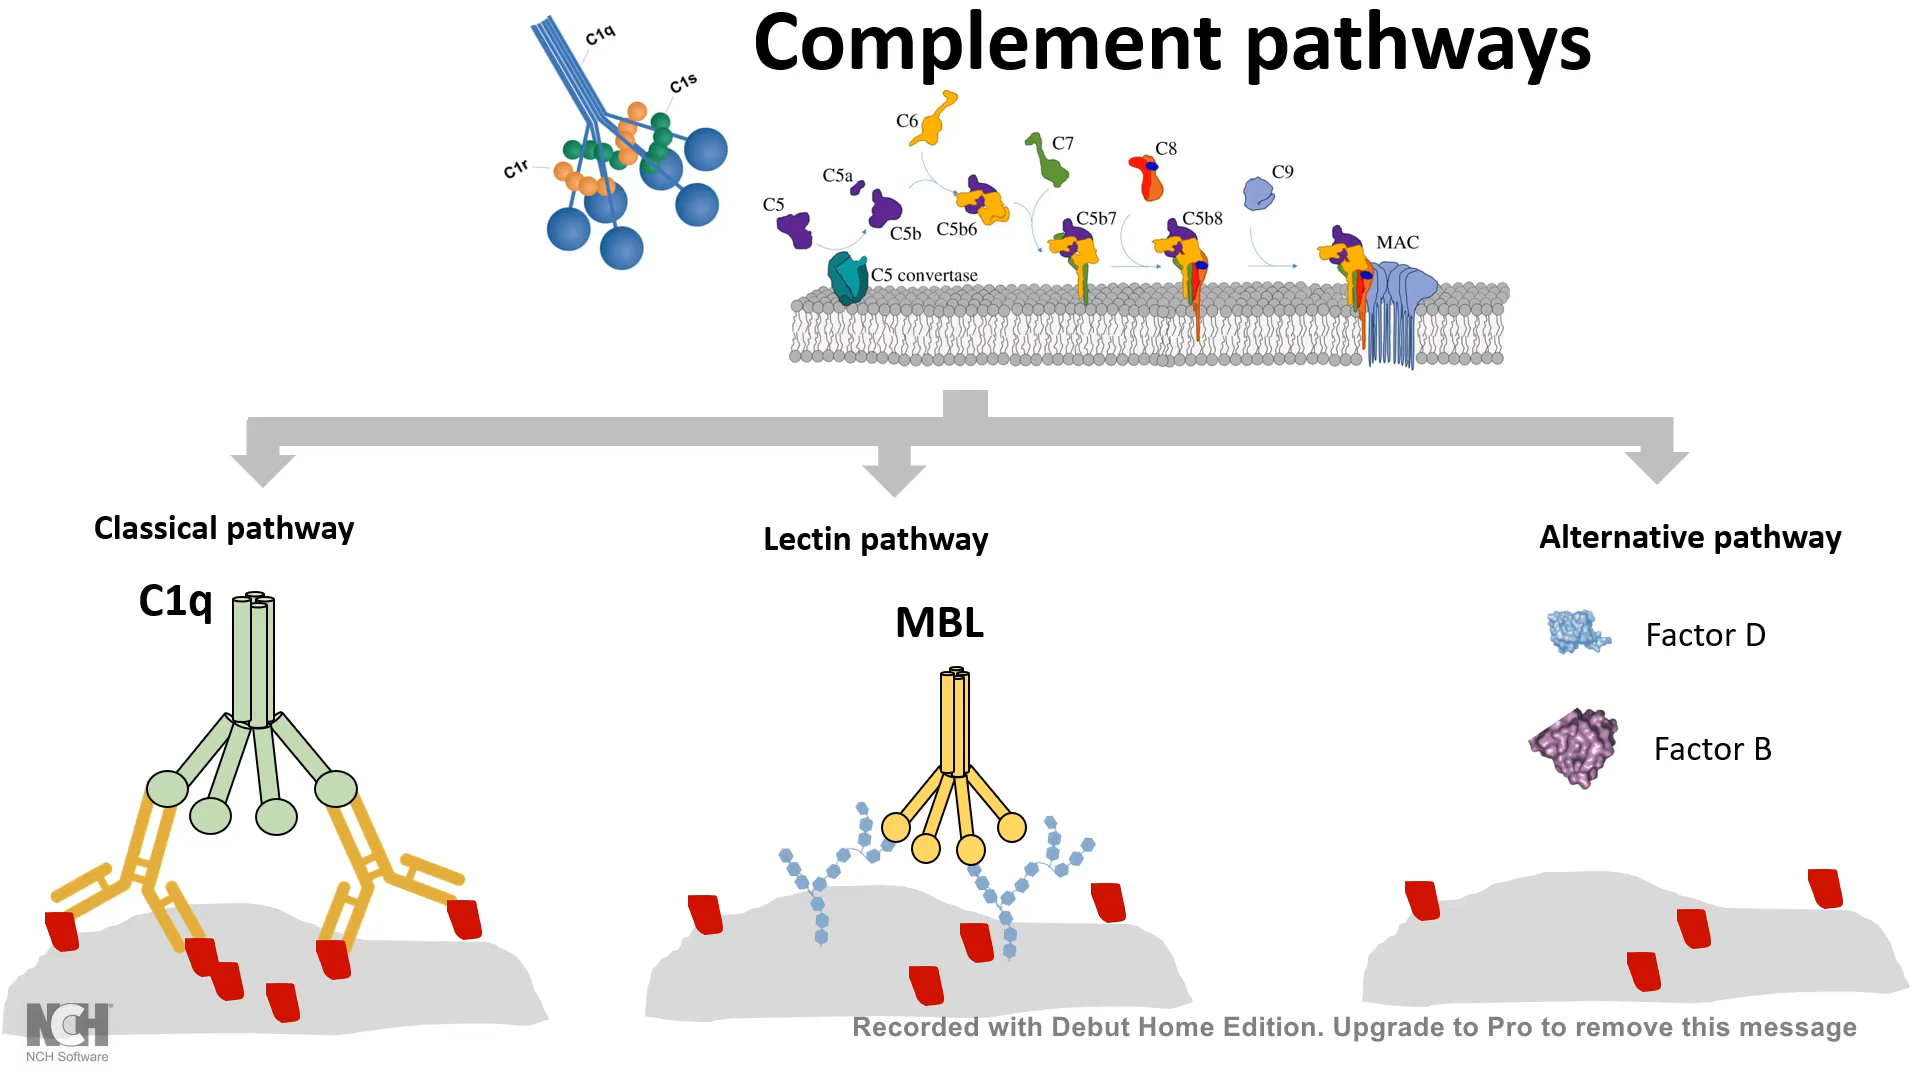 Complement pathways
C1q
C1s
C1r
C6
C7
C8
C9
C5a
C5
C5b
C5b6
C5b7
C5b8
MAC
C5 convertase
Classical pathway
Lectin pathway
Alternative pathway
C1q
MBL
Factor D
Factor B
NCH
NCH Software
Recorded with Debut Home Edition. Upgrade to Pro to remove this message